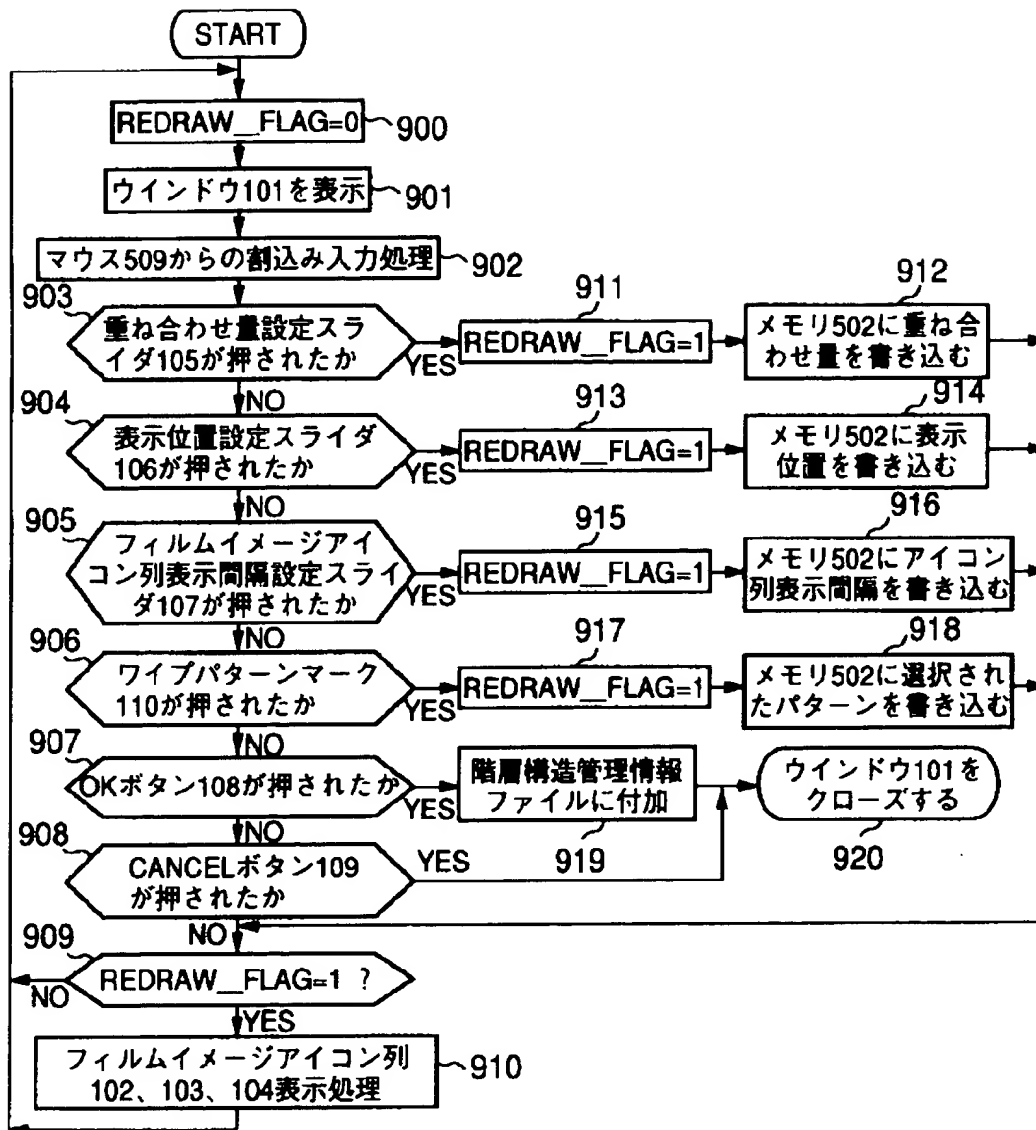 START
REDRAW__FLAG=0
900
ウインドウ101を表示
901
マウス509からの割込み入力処理
902
903
重ね合わせ量設定スラ
イダ105が押されたか
YES
NO
911
REDRAW__FLAG=1
912
メモリ502に重ね合
わせ量を書き込む
904
表示位置設定スライダ
106が押されたか
YES
NO
913
REDRAW__FLAG=1
914
メモリ502に表示
位置を書き込む
905
フィルムイメージアイ
コン列表示間隔設定スライ
ダ107が押されたか
YES
NO
915
REDRAW__FLAG=1
916
メモリ502にアイコン
列表示間隔を書き込む
906
ワイプパターンマーク
110が押されたか
YES
NO
917
REDRAW__FLAG=1
918
メモリ502に選択され
たパターンを書き込む
907
OKボタン108が押されたか
YES
NO
階層構造管理情報
ファイルに付加
919
ウインドウ101を
クローズする
920
908
CANCELボタン109
が押されたか
YES
NO
909
REDRAW__FLAG=1 ?
NO
YES
フィルムイメージアイコン列
102、103、104表示処理
910